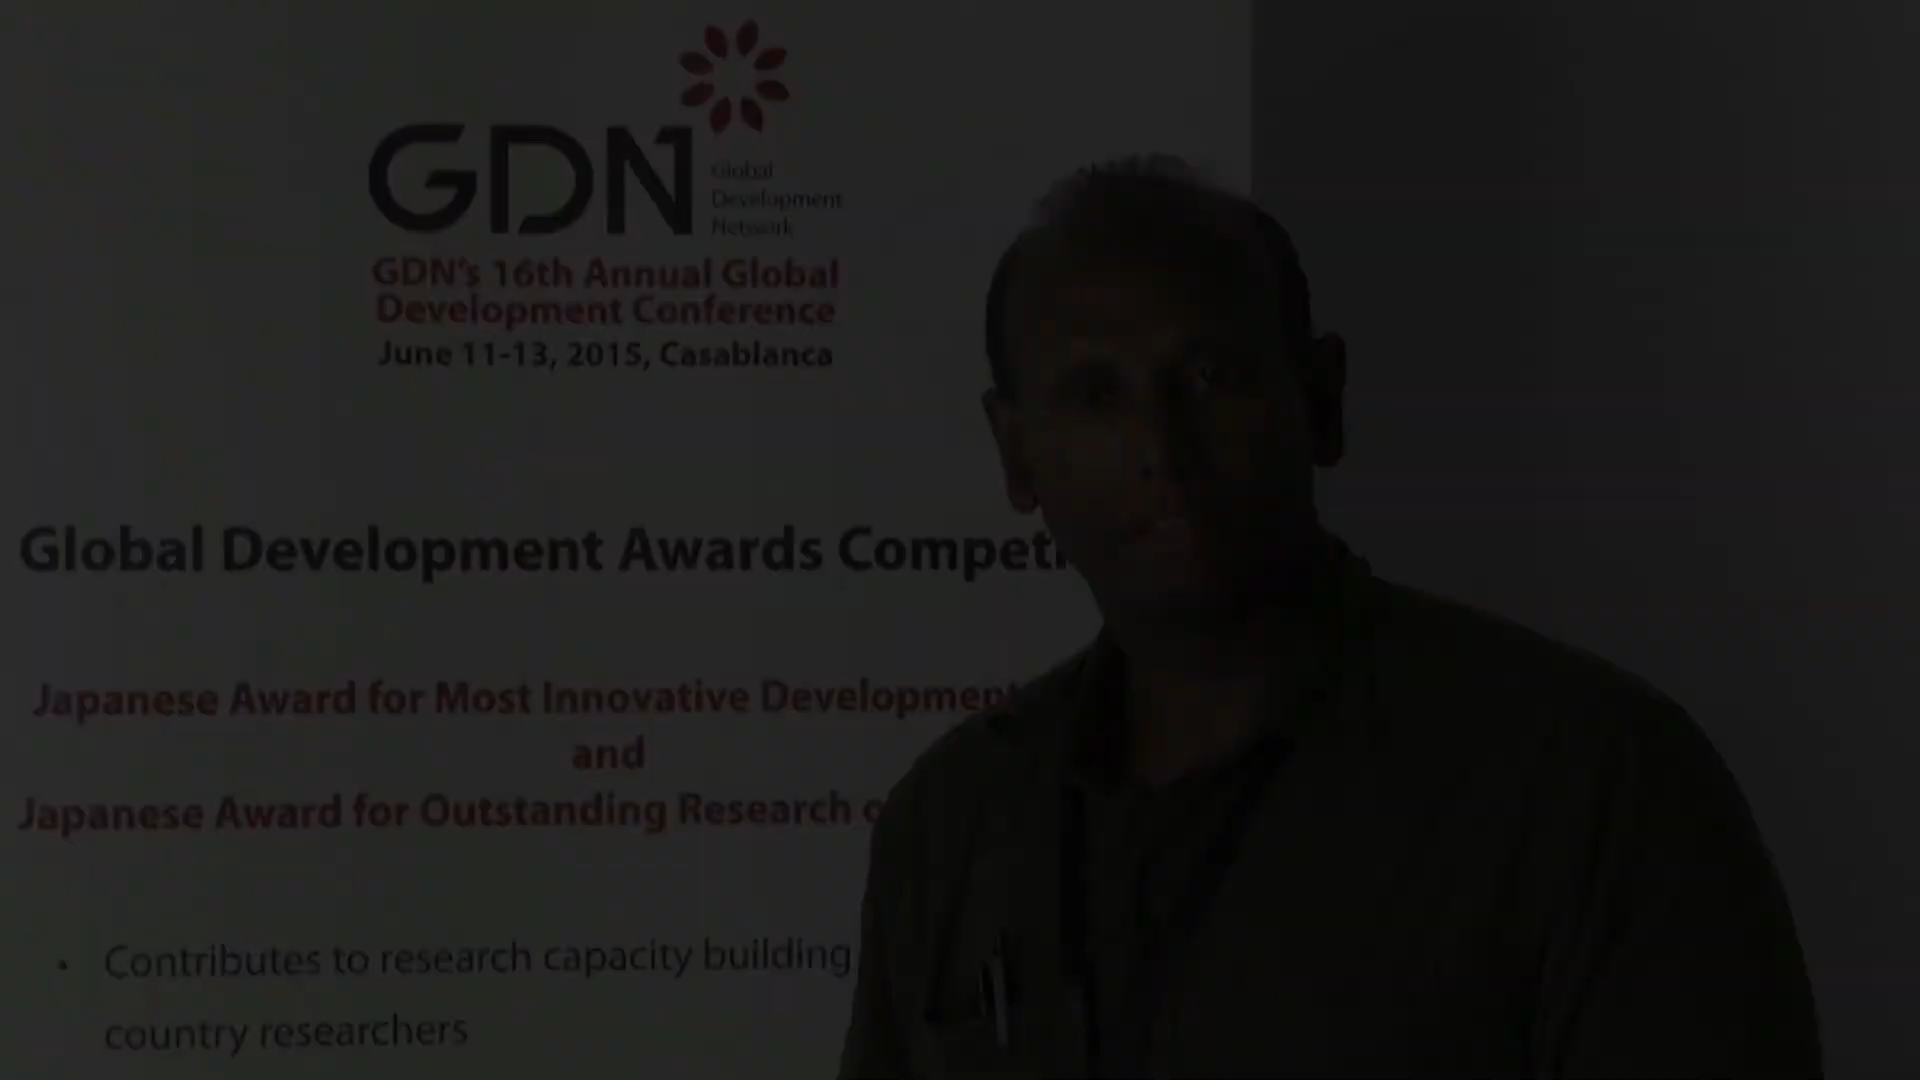 GDN
Global
Development
Network
GDN's 16th Annual Global
Development Conference
June 11-13, 2015, Casablanca
Global Development Awards Competi
Japanese Award for Most Innovative Development
and
Japanese Award for Outstanding Research o
• Contributes to research capacity building
country researchers